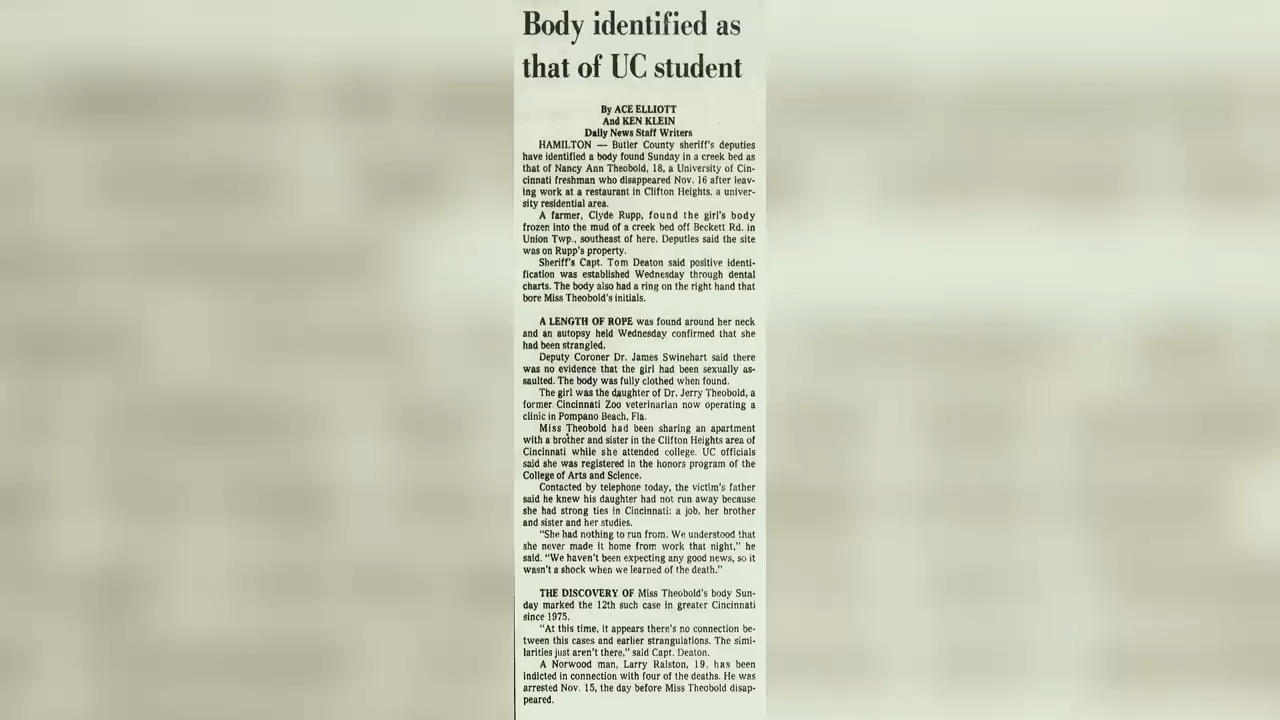 Body identified as
that of UC student
By ACE ELLIOTT
And KEN KLEIN
Daily News Staff Writers
HAMILTON — Butler County sheriff's deputies
have identified a body found Sunday in a creek bed as
that of Nancy Ann Theobold, 18, a University of Cin-
cinnati freshman who disappeared Nov. 16 after leav-
ing work at a restaurant in Clifton Heights, a univer-
sity residential area.
A farmer, Clyde Rupp, found the girl's body
frozen into the mud of a creek bed off Beckett Rd. in
Union Twp., southeast of here. Deputies said the site
was on Rupp's property.
Sheriff's Capt. Tom Deaton said positive identi-
fication was established Wednesday through dental
charts. The body also had a ring on the right hand that
bore Miss Theobold's initials.
A LENGTH OF ROPE was found around her neck
and an autopsy held Wednesday confirmed that she
had been strangled.
Deputy Coroner Dr. James Swinehart said there
was no evidence that the girl had been sexually as-
saulted. The body was fully clothed when found.
The girl was the daughter of Dr. Jerry Theobold, a
former Cincinnati Zoo veterinarian now operating a
clinic in Pompano Beach, Fla.
Miss Theobold had been sharing an apartment
with a brother and sister in the Clifton Heights area of
Cincinnati while she attended college. UC officials
said she was registered in the honors program of the
College of Arts and Science.
Contacted by telephone today, the victim's father
said he knew his daughter had not run away because
she had strong ties in Cincinnati: a job, her brother
and sister and her studies.
"She had nothing to run from. We understood that
she never made it home from work that night," he
said. "We haven't been expecting any good news, so it
wasn't a shock when we learned of the death."
THE DISCOVERY OF Miss Theobold's body Sun-
day marked the 12th such case in greater Cincinnati
since 1975.
"At this time, it appears there's no connection be-
tween this cases and earlier strangulations. The simi-
larities just aren't there," said Capt. Deaton.
A Norwood man, Larry Ralston, 19, has been
indicted in connection with four of the deaths. He was
arrested Nov. 15, the day before Miss Theobold disap-
peared.